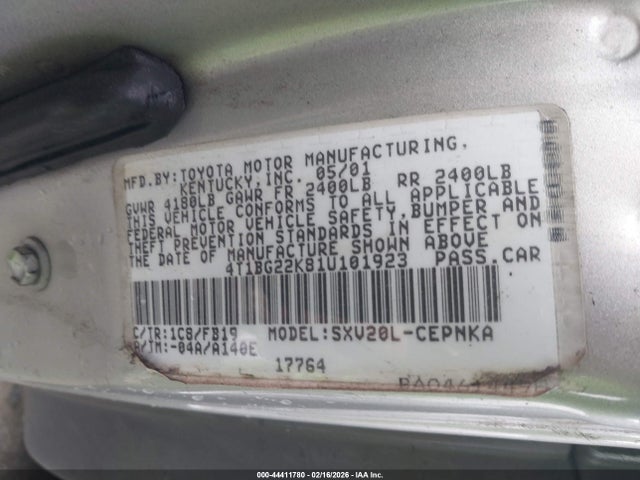 MFD.BY:TOYOTA MOTOR MANUFACTURING,
KENTUCKY,INC. 05/01
GVWR 4180LB GAWR FR 2400LB RR 2400LB
THIS VEHICLE CONFORMS TO ALL APPLICABLE
FEDERAL MOTOR VEHICLE SAFETY,BUMPER AND
THEFT PREVENTION STANDARDS IN EFFECT ON
THE DATE OF MANUFACTURE SHOWN ABOVE
4T1BG22K81U101923 PASS.CAR
C/TR:1C8/FB19 MODEL:SXV20L-CEPNKA
A/TM:-04A/A140E
17764
000-44411780 - 02/16/2026 - IAA Inc.